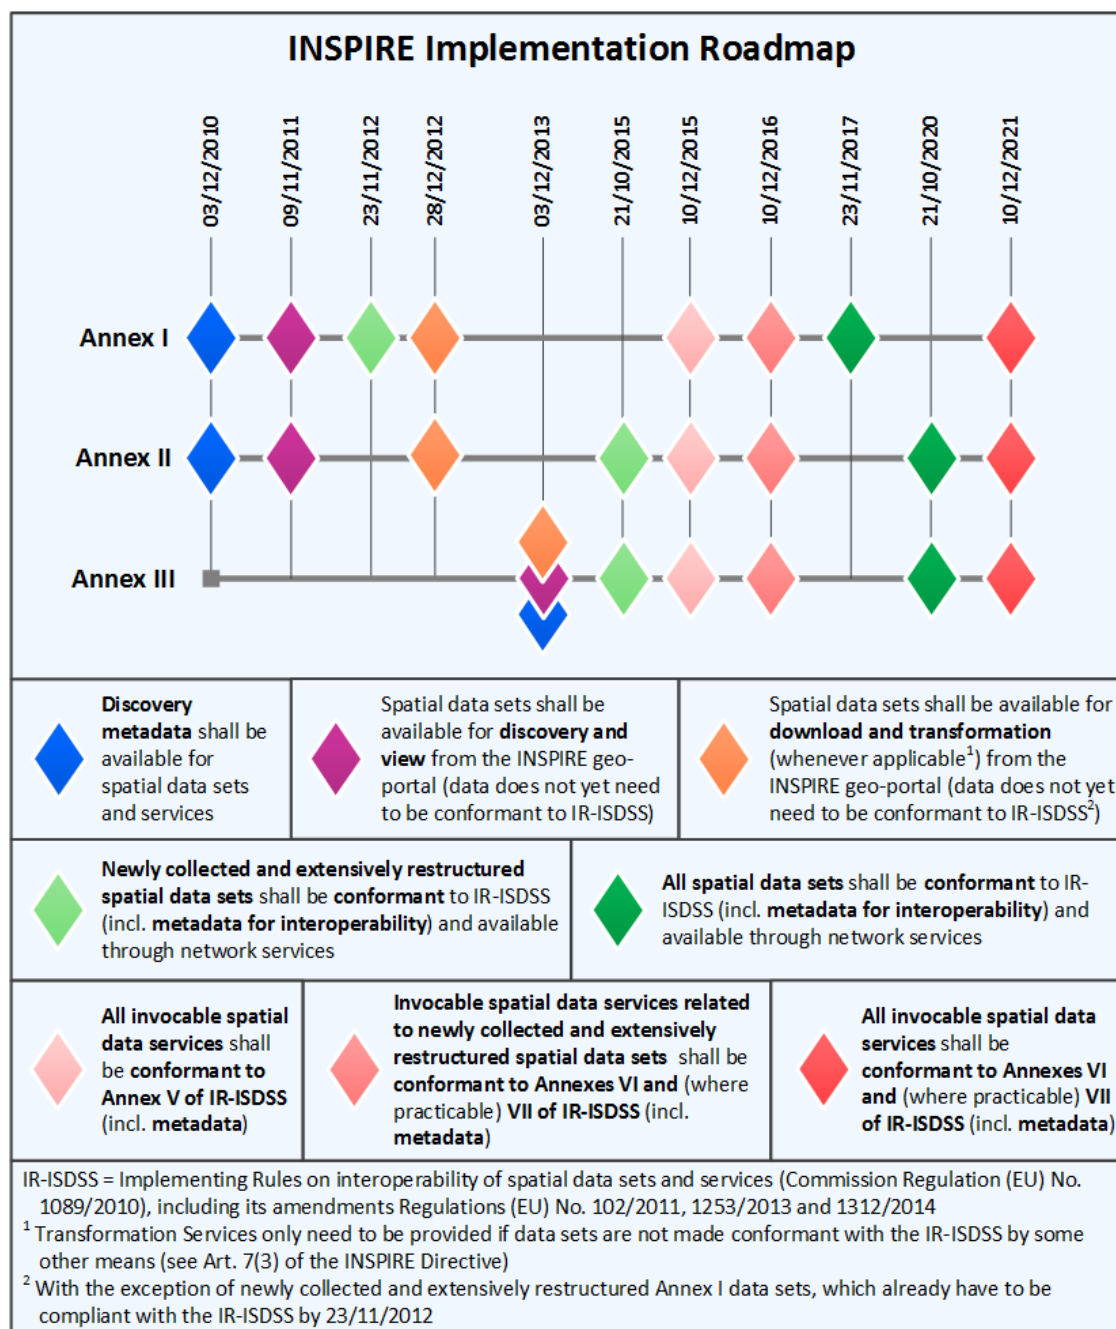 INSPIRE Implementation Roadmap
03/12/2010
09/11/2011
23/11/2012
28/12/2012
03/12/2013
21/10/2015
10/12/2015
10/12/2016
23/11/2017
21/10/2020
10/12/2021
Annex I
Annex II
Annex III
Discovery
metadata shall be
available for
spatial data sets
and services
Spatial data sets shall be
available for discovery and
view from the INSPIRE geo-
portal (data does not yet need
to be conformant to IR-ISDSS)
Spatial data sets shall be available for
download and transformation
(whenever applicable¹) from the
INSPIRE geo-portal (data does not yet
need to be conformant to IR-ISDSS²)
Newly collected and extensively restructured
spatial data sets shall be conformant to IR-ISDSS
(incl. metadata for interoperability) and available
through network services
All spatial data sets shall be conformant to IR-
ISDSS (incl. metadata for interoperability) and
available through network services
All invocable spatial
data services shall
be conformant to
Annex V of IR-ISDSS
(incl. metadata)
Invocable spatial data services related
to newly collected and extensively
restructured spatial data sets shall be
conformant to Annexes VI and (where
practicable) VII of IR-ISDSS (incl.
metadata)
All invocable spatial data
services shall be
conformant to Annexes VI
and (where practicable) VII
of IR-ISDSS (incl. metadata)
IR-ISDSS = Implementing Rules on interoperability of spatial data sets and services (Commission Regulation (EU) No.
1089/2010), including its amendments Regulations (EU) No. 102/2011, 1253/2013 and 1312/2014
¹ Transformation Services only need to be provided if data sets are not made conformant with the IR-ISDSS by some
other means (see Art. 7(3) of the INSPIRE Directive)
² With the exception of newly collected and extensively restructured Annex I data sets, which already have to be
compliant with the IR-ISDSS by 23/11/2012